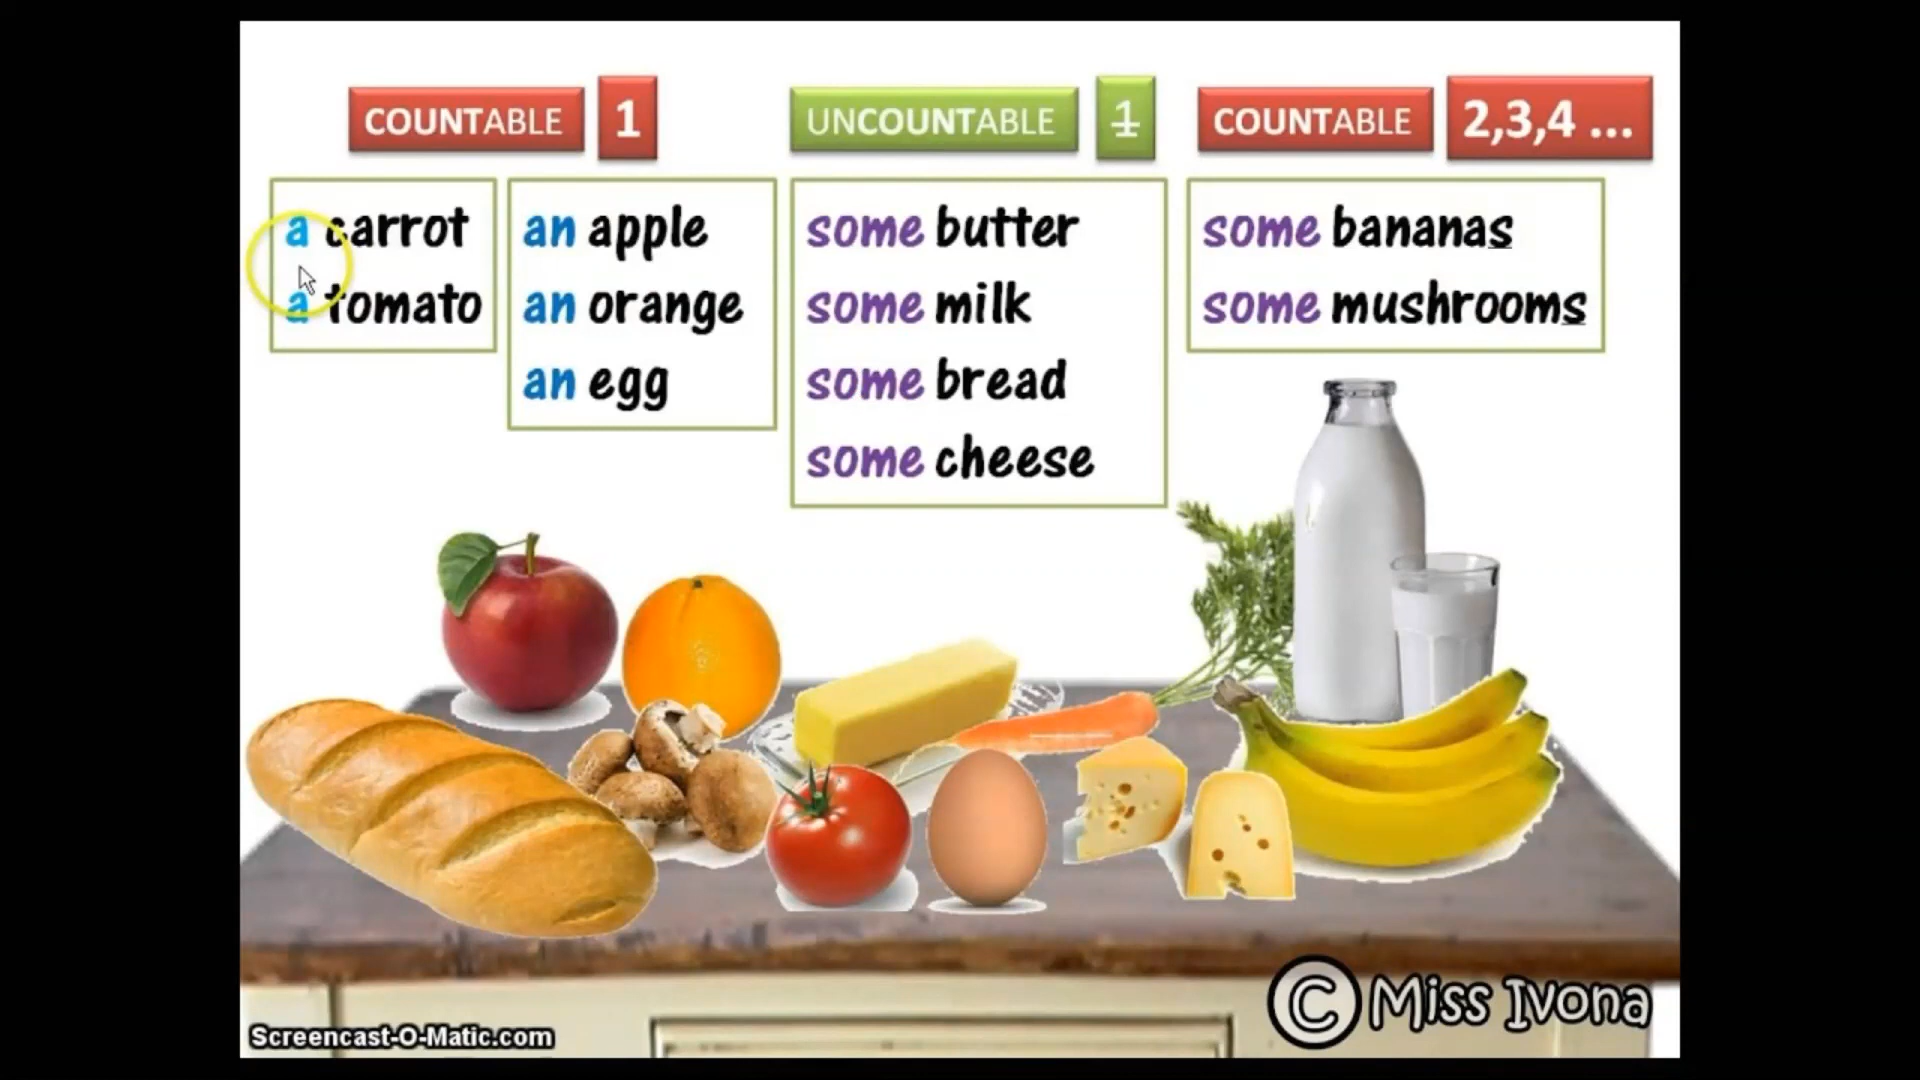 COUNTABLE 1
UNCOUNTABLE 1
COUNTABLE 2,3,4 ...
a carrot
a tomato
an apple
an orange
an egg
some butter
some milk
some bread
some cheese
some bananas
some mushrooms
© Miss Ivona
Screencast-O-Matic.com